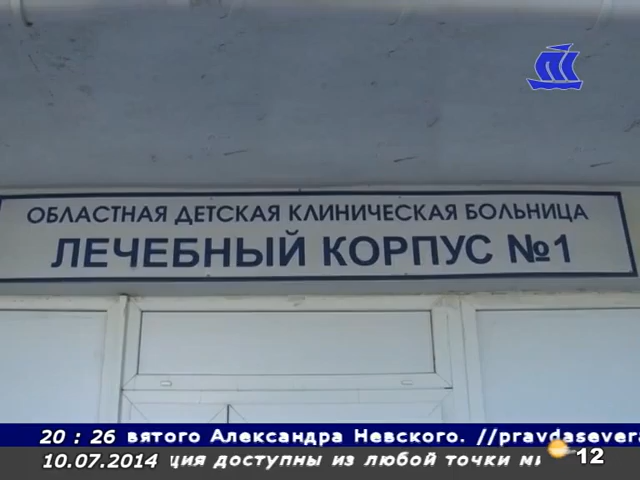 ОБЛАСТНАЯ ДЕТСКАЯ КЛИНИЧЕСКАЯ БОЛЬНИЦА
ЛЕЧЕБНЫЙ КОРПУС №1
20 : 26 вятого Александра Невского. //pravdasevera
10.07.2014 ция доступны из любой точки ми 12